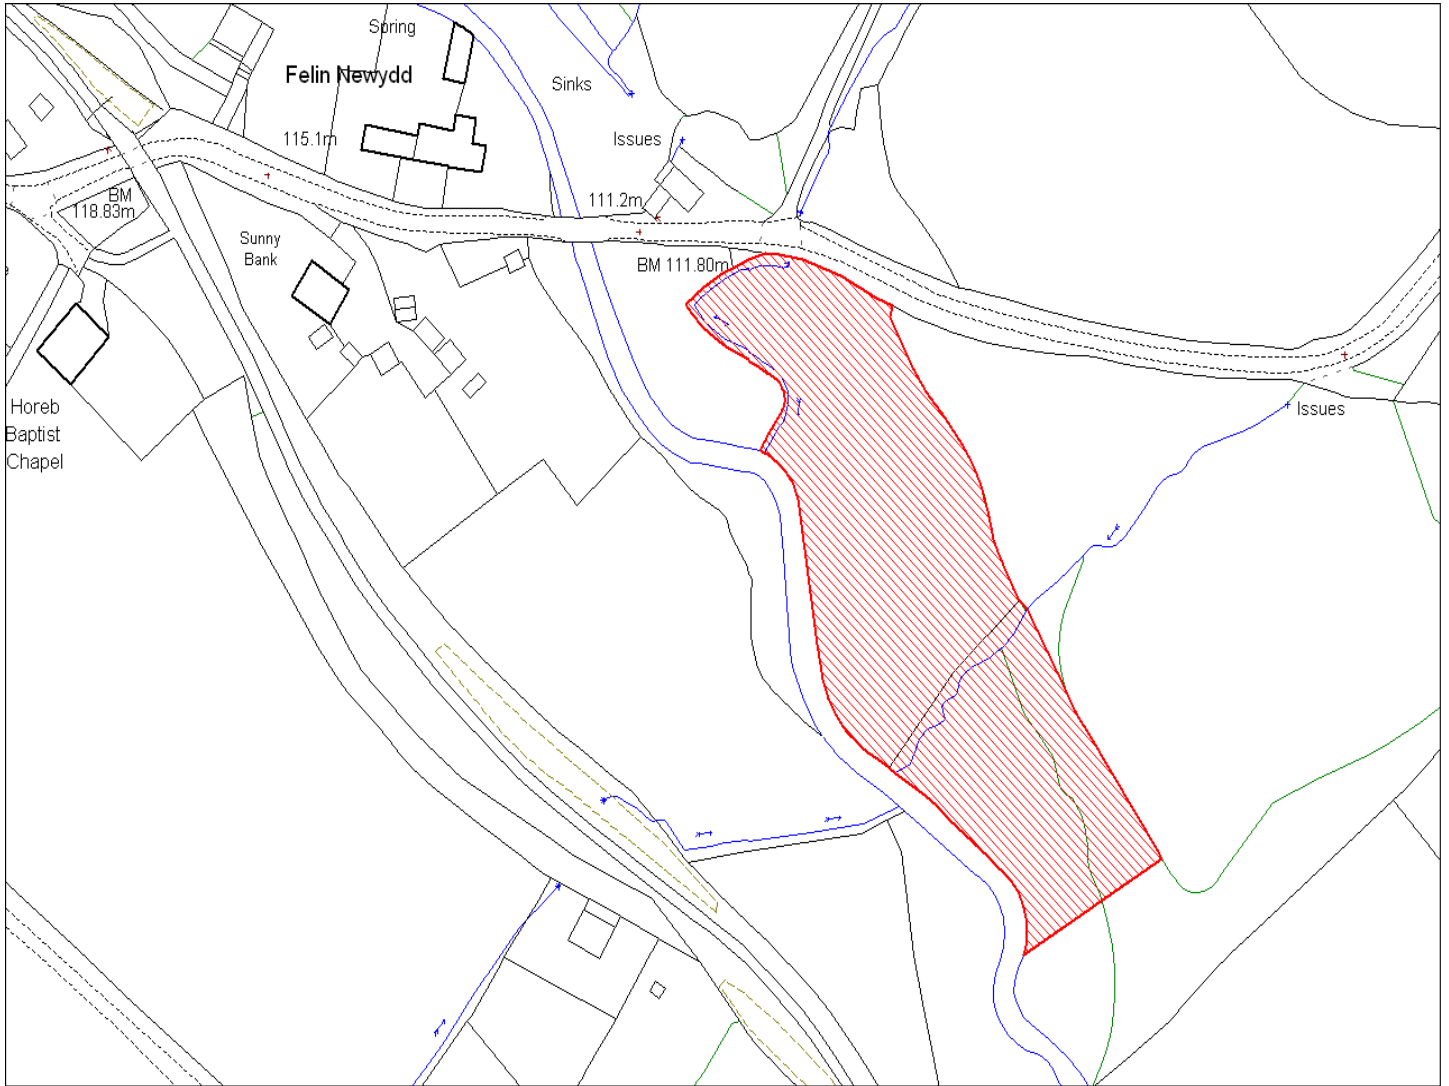 Spring
Felin Newydd
Sinks
115.1m
Issues
BM
118.83m
111.2m
Sunny
Bank
BM 111.80m
e
Horeb
Baptist
Chapel
Issues